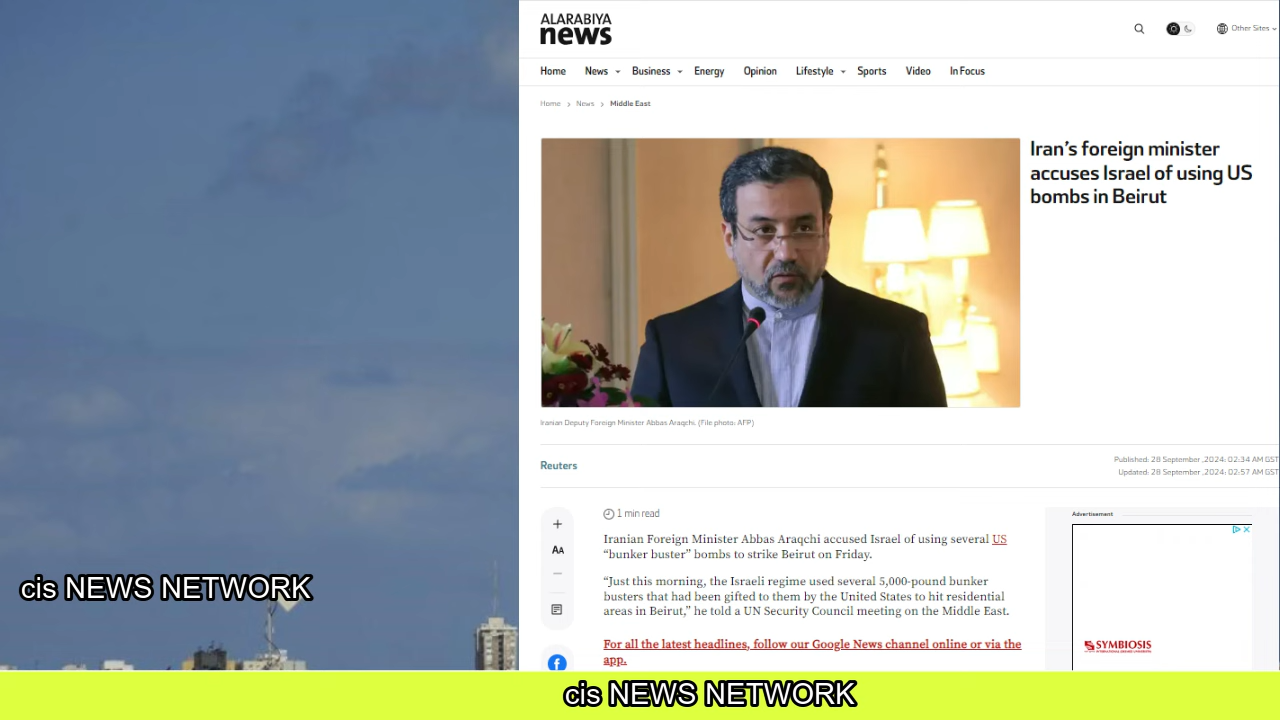 ALARABIYA
news
Other Sites
Home News Business Energy Opinion Lifestyle Sports Video In Focus
Home > News > Middle East
Iran's foreign minister
accuses Israel of using US
bombs in Beirut
Iranian Deputy Foreign Minister Abbas Araqchi. (File photo: AFP)
Reuters
Published: 28 September ,2024: 02:34 AM GST
Updated: 28 September ,2024: 02:57 AM GST
1 min read
+
AA
−
Iranian Foreign Minister Abbas Araqchi accused Israel of using several US
“bunker buster” bombs to strike Beirut on Friday.
“Just this morning, the Israeli regime used several 5,000-pound bunker
busters that had been gifted to them by the United States to hit residential
areas in Beirut,” he told a UN Security Council meeting on the Middle East.
For all the latest headlines, follow our Google News channel online or via the
app.
Advertisement
SYMBIOSIS
cis NEWS NETWORK
cis NEWS NETWORK